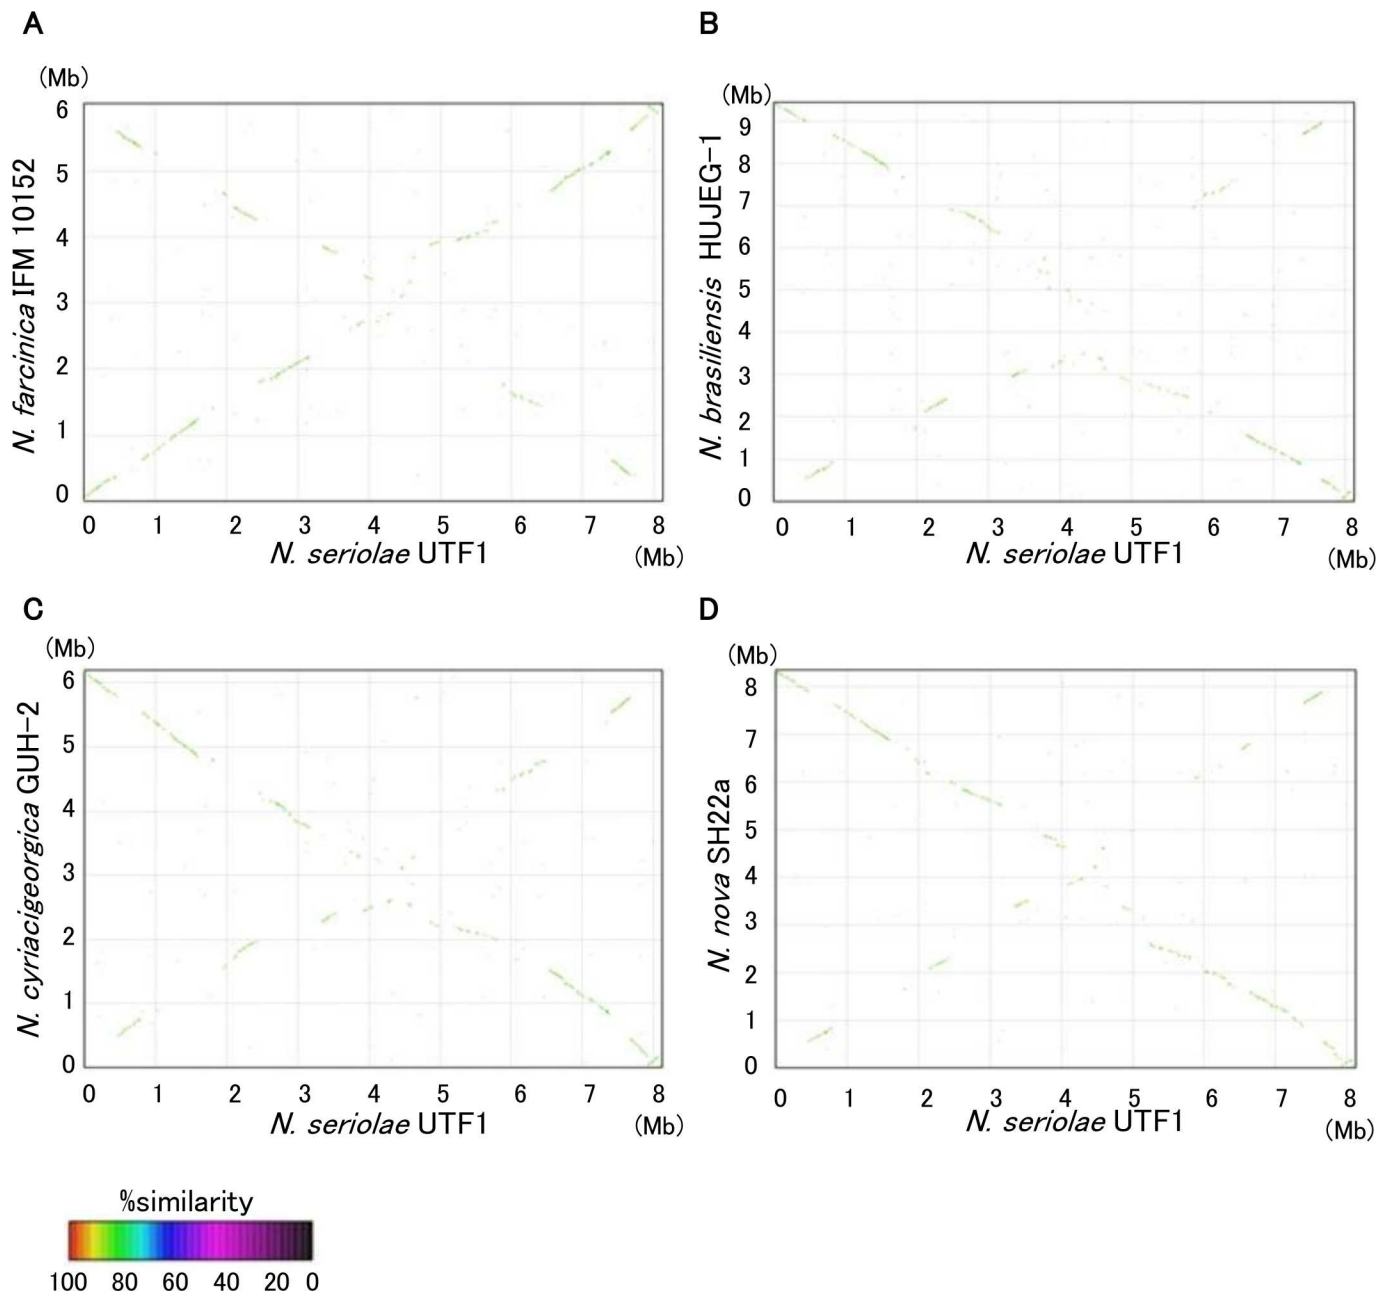 A
(Mb)
6
5
4
3
2
1
0
N. farcinica IFM 10152
0 1 2 3 4 5 6 7 8
N. seriolae UTF1
(Mb)
B
(Mb)
9
8
7
6
5
4
3
2
1
0
N. brasiliensis HUJEG-1
0 1 2 3 4 5 6 7 8
N. seriolae UTF1
(Mb)
C
(Mb)
6
5
4
3
2
1
0
N. cyriacigeorgica GUH-2
0 1 2 3 4 5 6 7 8
N. seriolae UTF1
(Mb)
D
(Mb)
8
7
6
5
4
3
2
1
0
N. nova SH22a
0 1 2 3 4 5 6 7 8
N. seriolae UTF1
(Mb)
%similarity
100 80 60 40 20 0